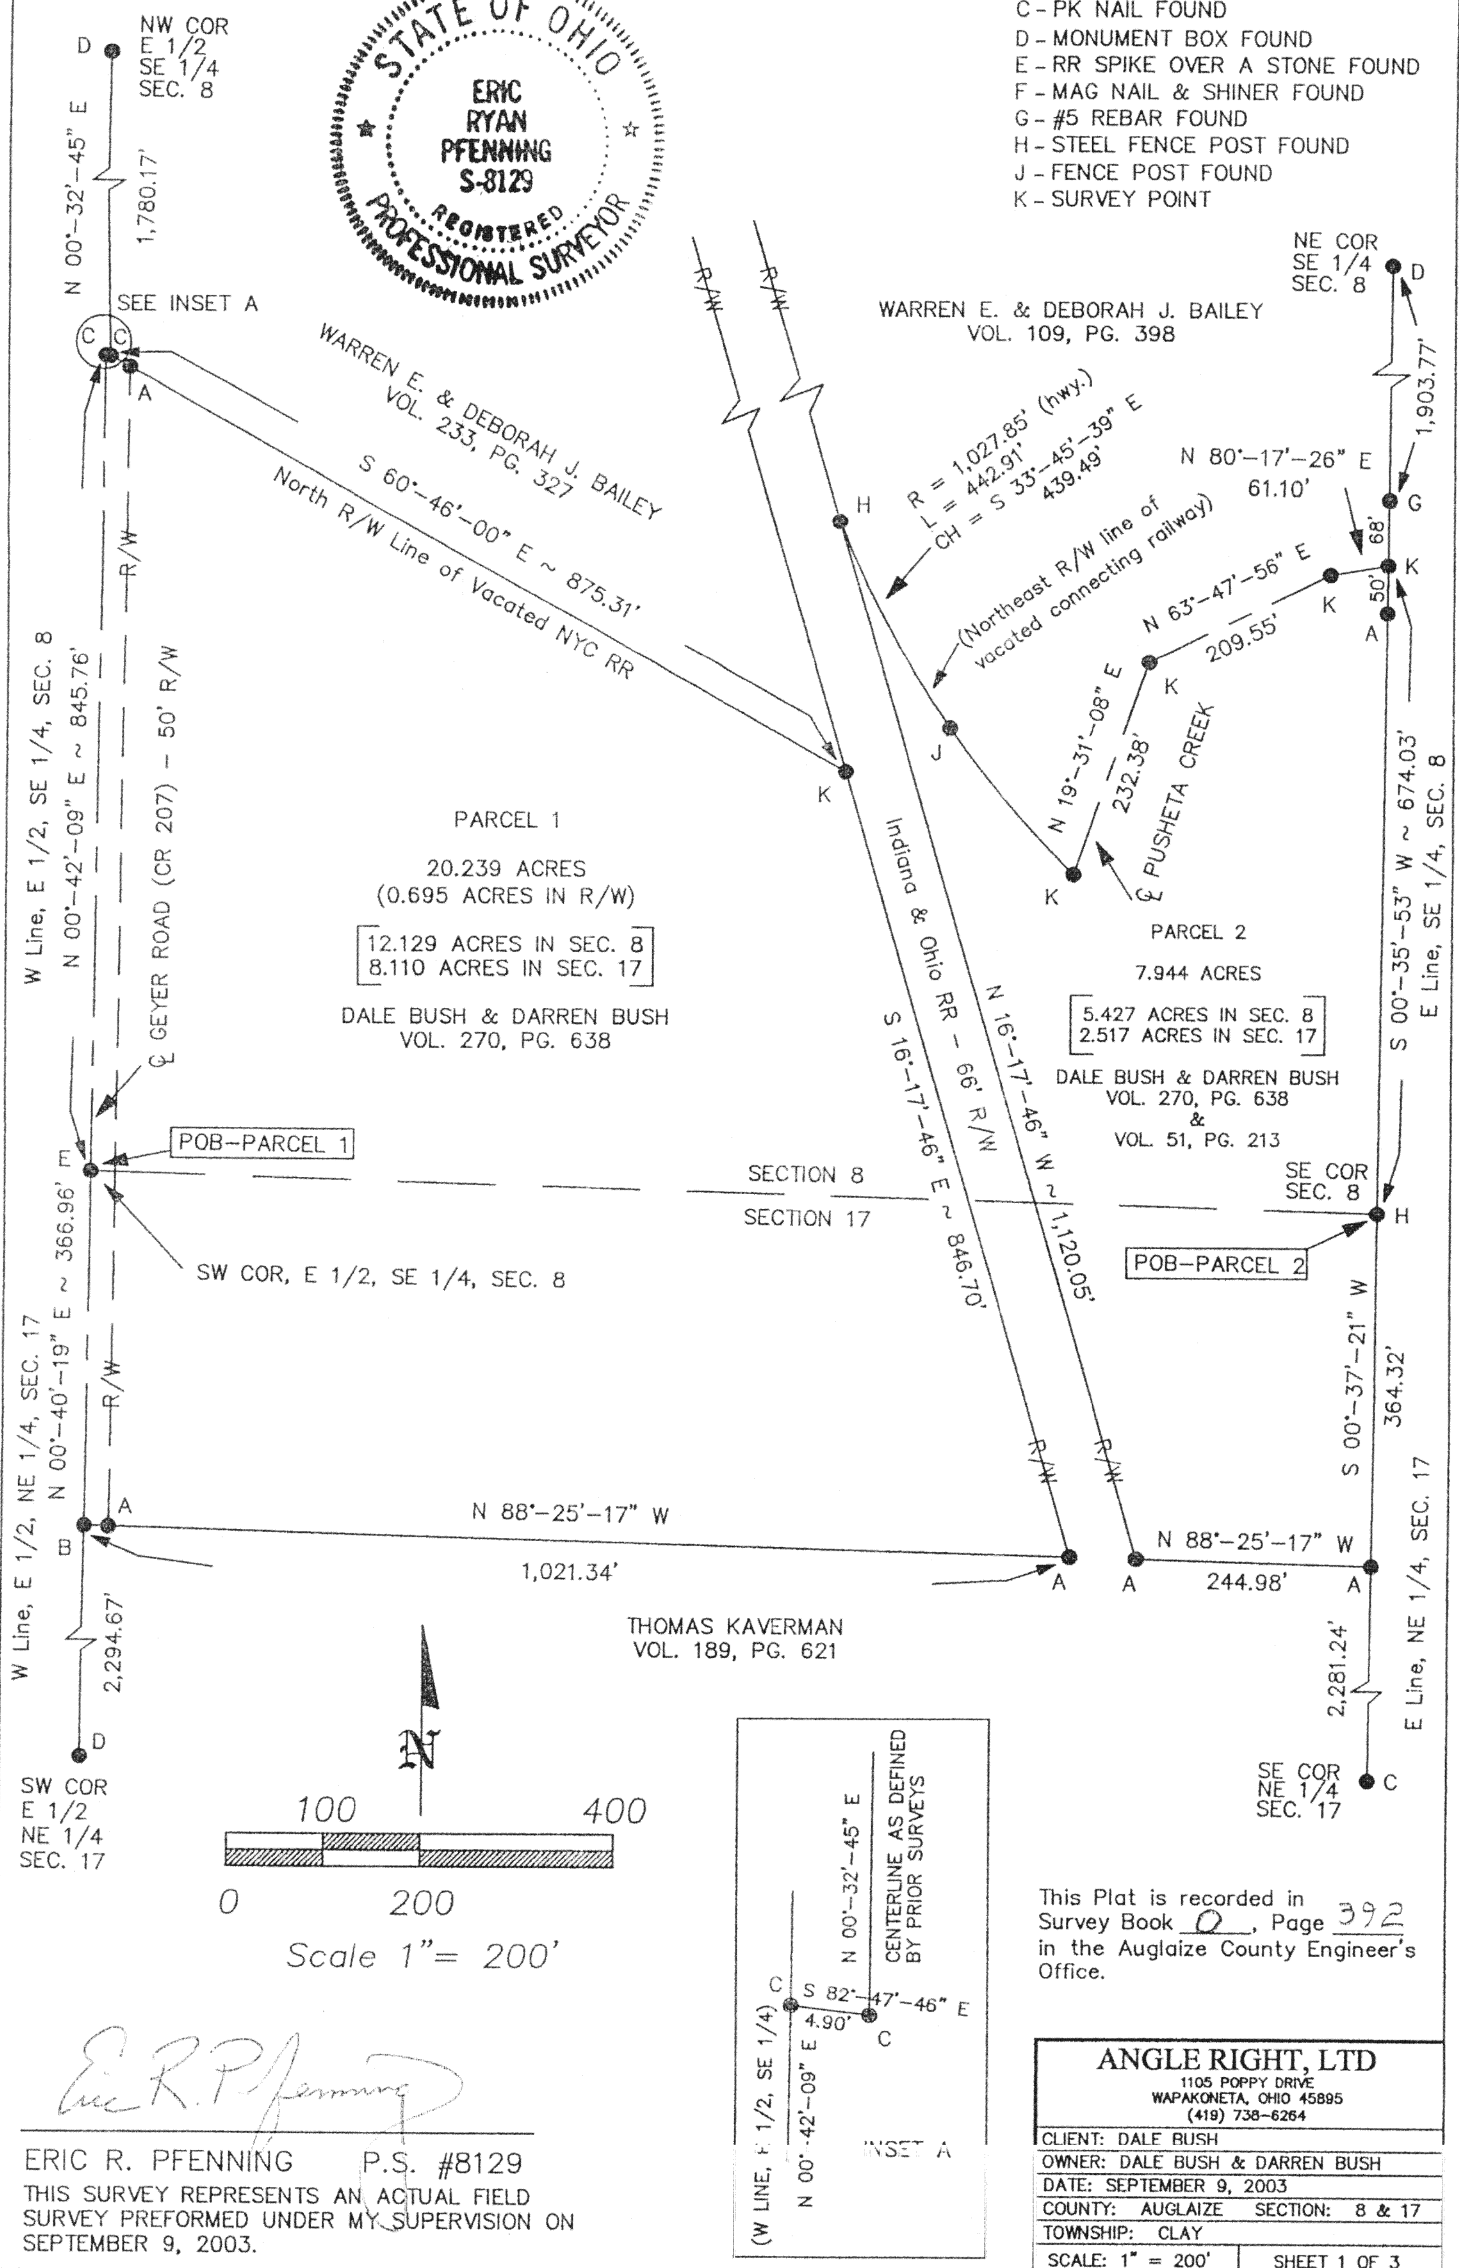 C - PK NAIL FOUND
D - MONUMENT BOX FOUND
E - RR SPIKE OVER A STONE FOUND
F - MAG NAIL & SHINER FOUND
G - #5 REBAR FOUND
H - STEEL FENCE POST FOUND
J - FENCE POST FOUND
K - SURVEY POINT
STATE OF OHIO
ERIC
RYAN
PFENNING
S-8129
REGISTERED
PROFESSIONAL SURVEYOR
D
NW COR
E 1/2
SE 1/4
SEC. 8
N 00°-32'-45" E
1,780.17'
SEE INSET A
C C
A
WARREN E. & DEBORAH J. BAILEY
VOL. 233, PG. 327
S 60°-46'-00" E ~ 875.31'
North R/W Line of Vacated NYC RR
R/W
R/W
WARREN E. & DEBORAH J. BAILEY
VOL. 109, PG. 398
NE COR
SE 1/4
SEC. 8
D
1,903.77'
R = 1,027.85' (hwy.)
L = 442.91'
CH = S 33°-45'-39" E
439.49'
(Northeast R/W line of
vacated connecting railway)
N 80°-17'-26" E
61.10'
G
68'
K
50'
A
H
K
N 63°-47'-56" E
209.55'
K
N 19°-31'-08" E
232.38'
J
K
K
℄ PUSHETA CREEK
W Line, E 1/2, SE 1/4, SEC. 8
N 00°-42'-09" E ~ 845.76'
R/W
℄ GEYER ROAD (CR 207) - 50' R/W
PARCEL 1
20.239 ACRES
(0.695 ACRES IN R/W)
12.129 ACRES IN SEC. 8
8.110 ACRES IN SEC. 17
DALE BUSH & DARREN BUSH
VOL. 270, PG. 638
Indiana & Ohio RR - 66' R/W
S 16°-17'-46" E ~ 846.70'
N 16°-17'-46" W ~ 1,120.05'
PARCEL 2
7.944 ACRES
5.427 ACRES IN SEC. 8
2.517 ACRES IN SEC. 17
DALE BUSH & DARREN BUSH
VOL. 270, PG. 638
&
VOL. 51, PG. 213
S 00°-35'-53" W ~ 674.03'
E Line, SE 1/4, SEC. 8
E
POB-PARCEL 1
SECTION 8
SECTION 17
SE COR
SEC. 8
H
POB-PARCEL 2
SW COR, E 1/2, SE 1/4, SEC. 8
W Line, E 1/2, NE 1/4, SEC. 17
N 00°-40'-19" E ~ 366.96'
R/W
S 00°-37'-21" W
364.32'
E Line, NE 1/4, SEC. 17
R/W
R/W
A
B
N 88°-25'-17" W
1,021.34'
A
A
N 88°-25'-17" W
244.98'
A
THOMAS KAVERMAN
VOL. 189, PG. 621
2,294.67'
D
SW COR
E 1/2
NE 1/4
SEC. 17
2,281.24'
SE COR
NE 1/4
SEC. 17
C
N
100 400
0 200
Scale 1"= 200'
N 00°-32'-45" E
CENTERLINE AS DEFINED
BY PRIOR SURVEYS
C
S 82°-47'-46" E
4.90'
C
(W LINE, E 1/2, SE 1/4)
N 00°-42'-09" E
INSET A
This Plat is recorded in
Survey Book O, Page 392
in the Auglaize County Engineer's
Office.
Eric R. Pfenning
ERIC R. PFENNING P.S. #8129
THIS SURVEY REPRESENTS AN ACTUAL FIELD
SURVEY PREFORMED UNDER MY SUPERVISION ON
SEPTEMBER 9, 2003.
ANGLE RIGHT, LTD
1105 POPPY DRIVE
WAPAKONETA, OHIO 45895
(419) 738-6264
CLIENT: DALE BUSH
OWNER: DALE BUSH & DARREN BUSH
DATE: SEPTEMBER 9, 2003
COUNTY: AUGLAIZE SECTION: 8 & 17
TOWNSHIP: CLAY
SCALE: 1" = 200' SHEET 1 OF 3